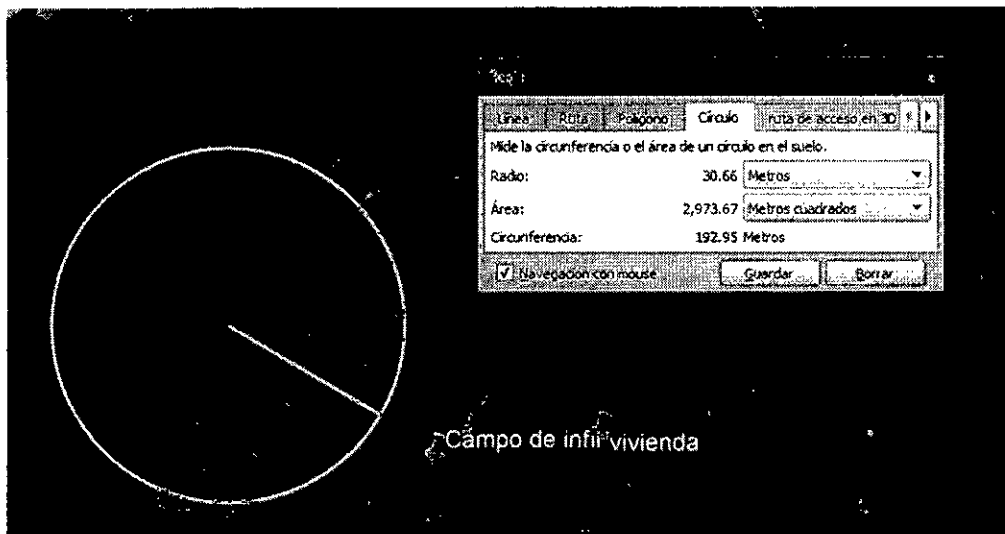 Línea Ruta Polígono Círculo ruta de acceso en 3D
Mide la circunferencia o el área de un círculo en el suelo.
Radio: 30.66 Metros
Área: 2,973.67 Metros cuadrados
Circunferencia: 192.95 Metros
Navegación con mouse Guardar Borrar
Campo de infil vivienda